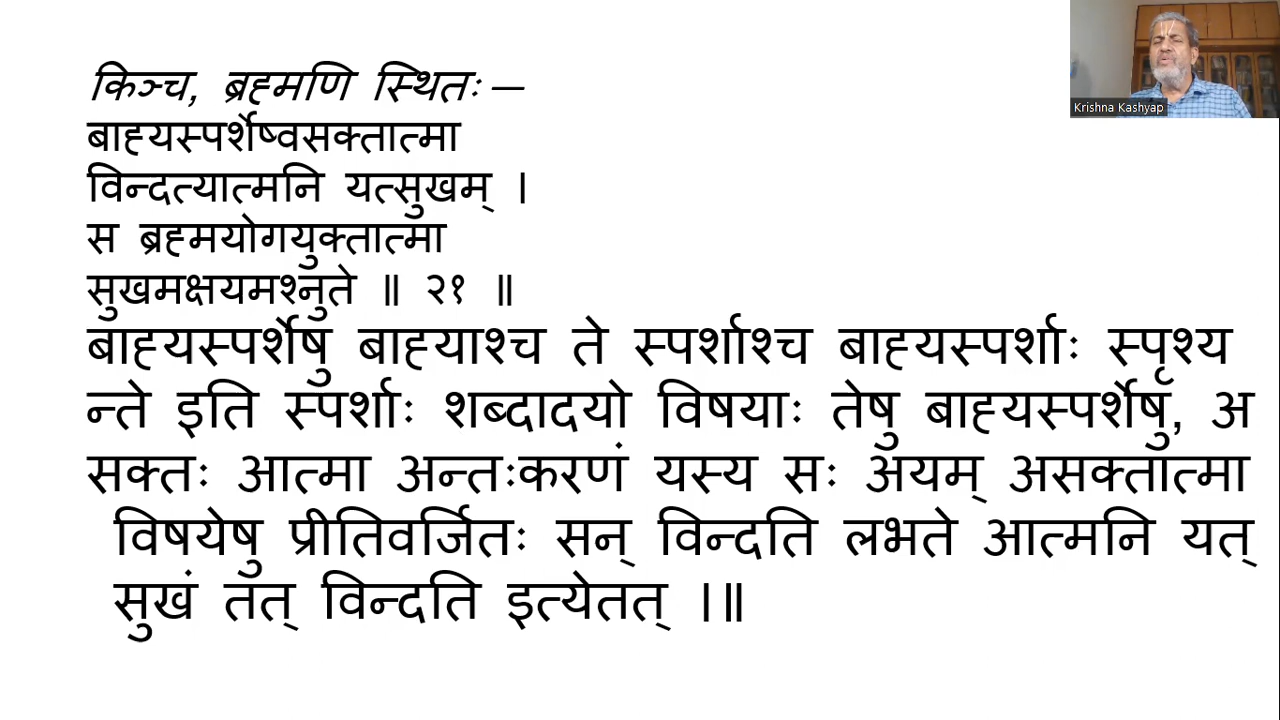 किञ्च, ब्रह्मणि स्थितः —
बाह्यस्पर्शेष्वसक्तात्मा
विन्दत्यात्मनि यत्सुखम् ।
स ब्रह्मयोगयुक्तात्मा
सुखमक्षयमश्नुते ॥ २१ ॥
बाह्यस्पर्शेषु बाह्याश्च ते स्पर्शाश्च बाह्यस्पर्शाः स्पृश्य
न्ते इति स्पर्शाः शब्दादयो विषयाः तेषु बाह्यस्पर्शेषु, अ
सक्तः आत्मा अन्तःकरणं यस्य सः अयम् असक्तात्मा
विषयेषु प्रीतिवर्जितः सन् विन्दति लभते आत्मनि यत्
सुखं तत् विन्दति इत्येतत् ।॥
Krishna Kashyap